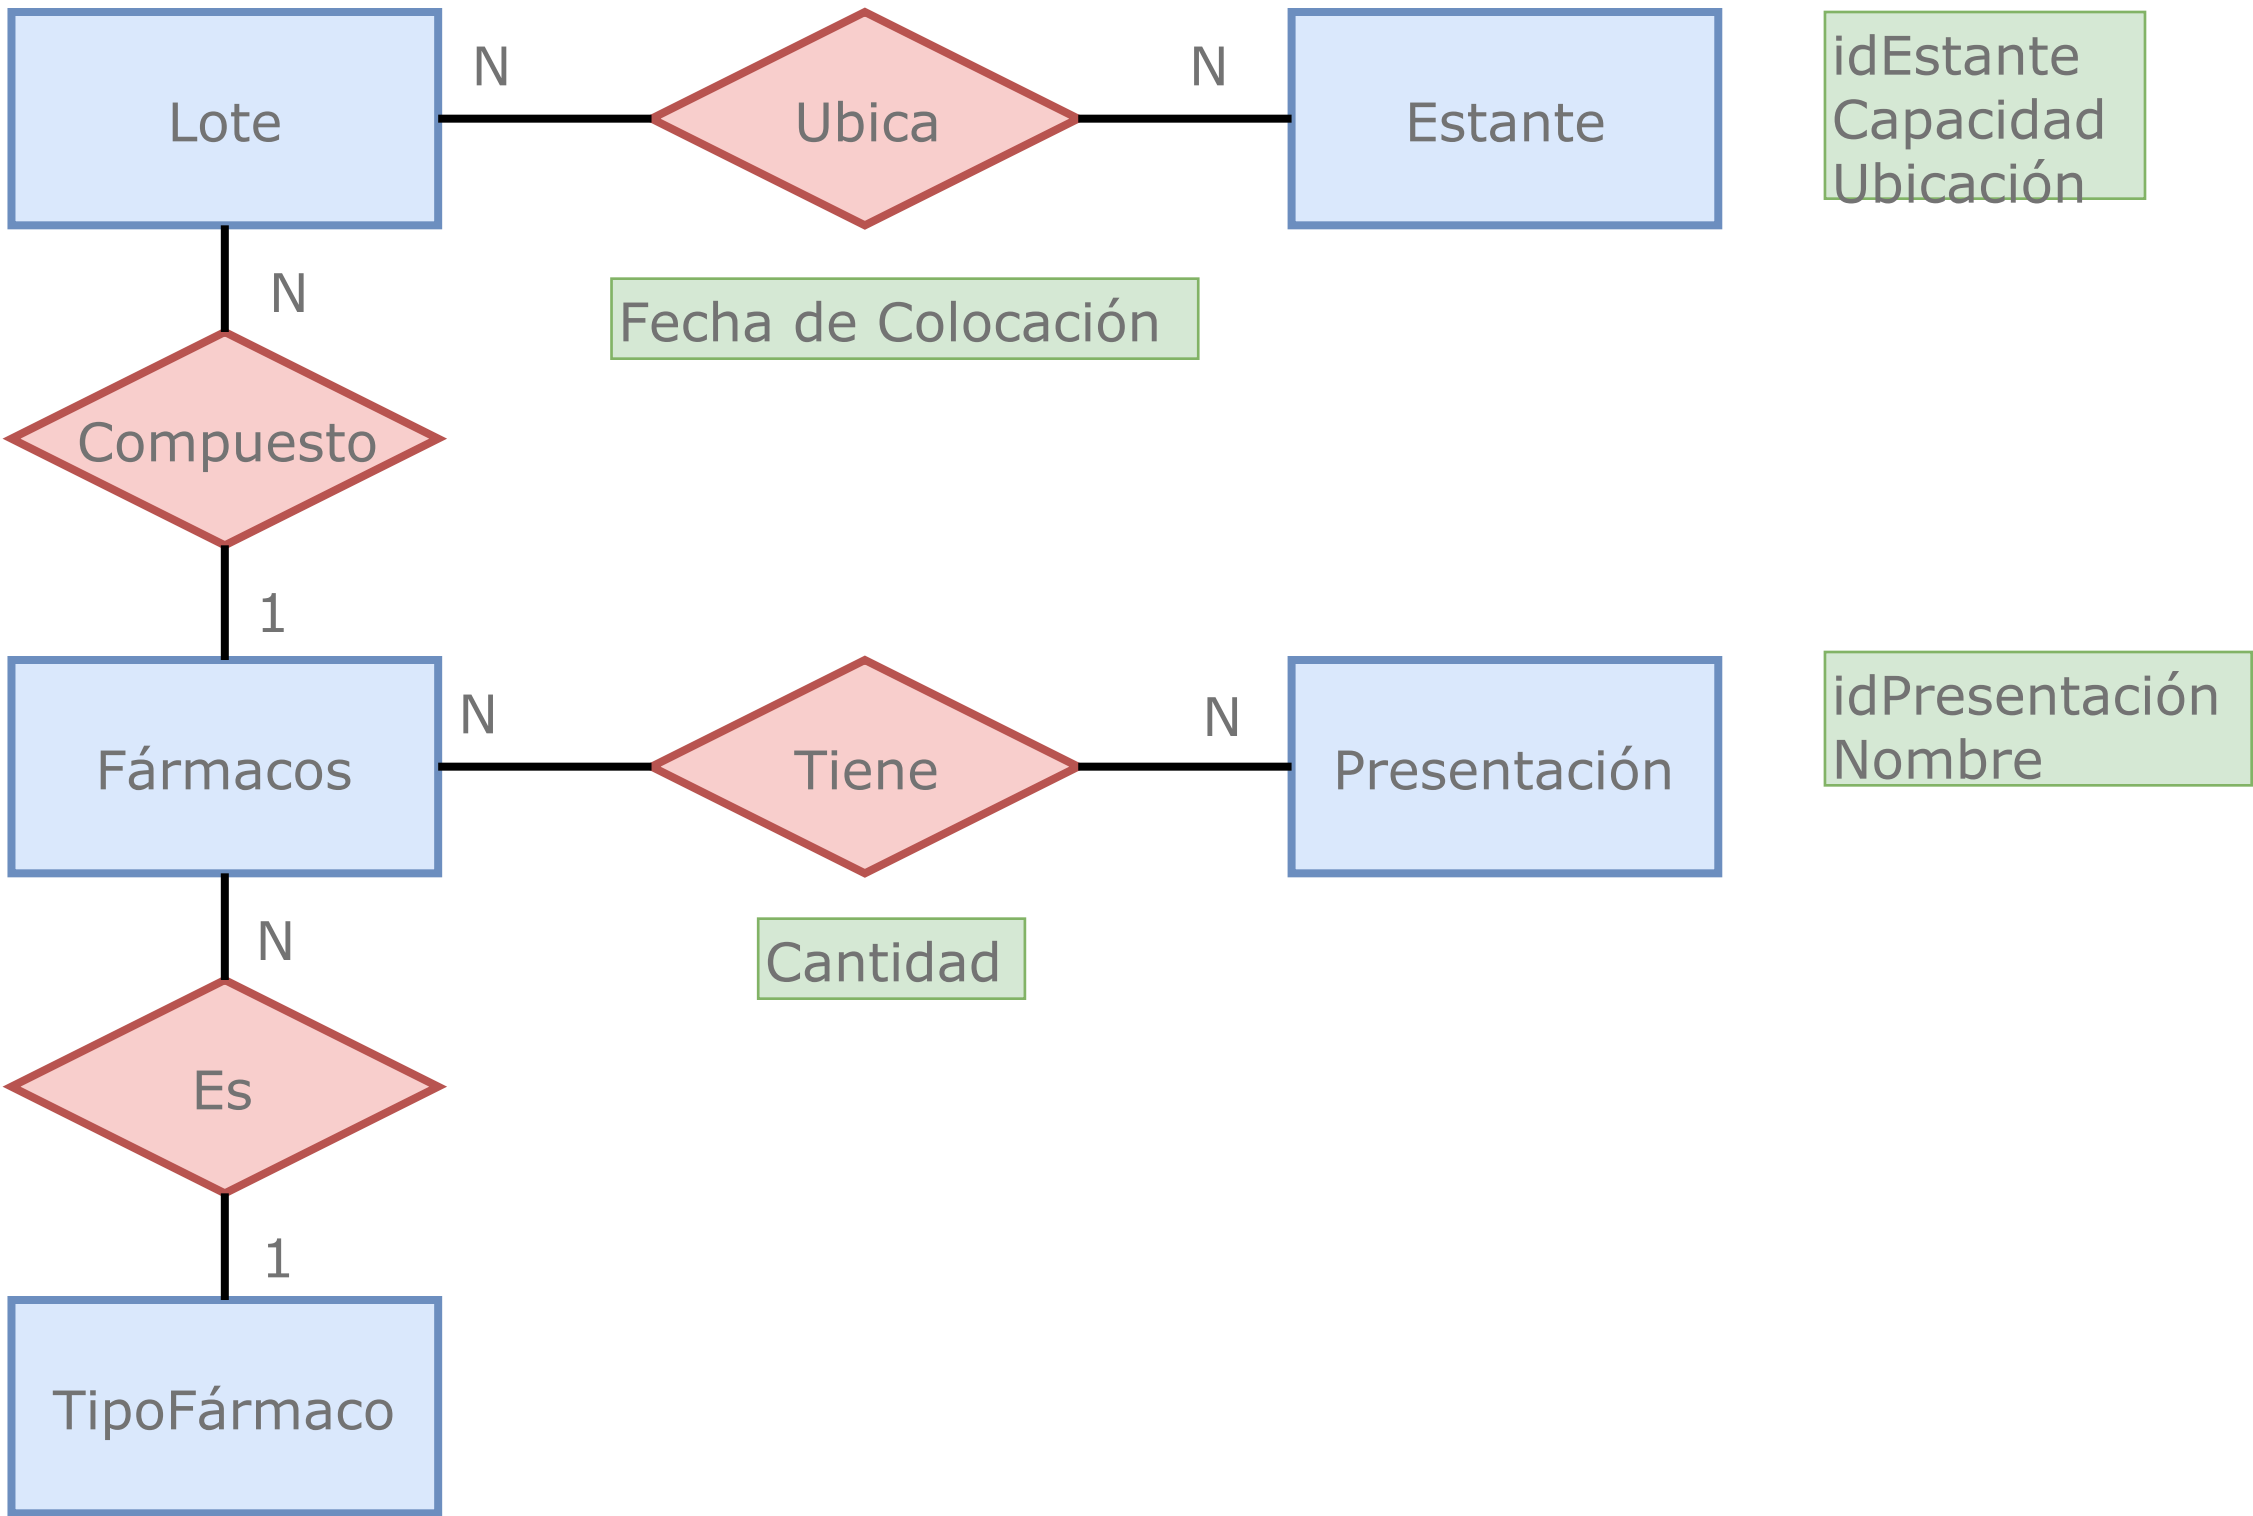 Lote
N
Ubica
N
Estante
idEstante
Capacidad
Ubicación
N
Fecha de Colocación
Compuesto
1
Fármacos
N
Tiene
N
Presentación
idPresentación
Nombre
N
Cantidad
Es
1
TipoFármaco